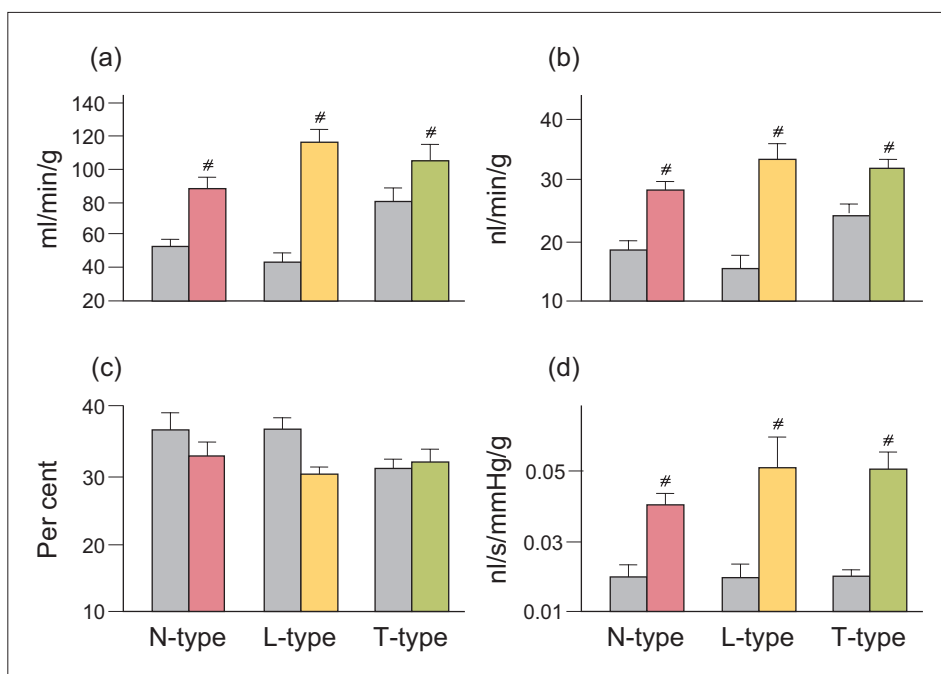 (a)
ml/min/g
140
120
100
80
60
40
20
# # #
(b)
nl/min/g
40
30
20
10
# # #
(c)
Per cent
40
30
20
10
N-type L-type T-type
(d)
nl/s/mmHg/g
0.05
0.03
0.01
# # #
N-type L-type T-type